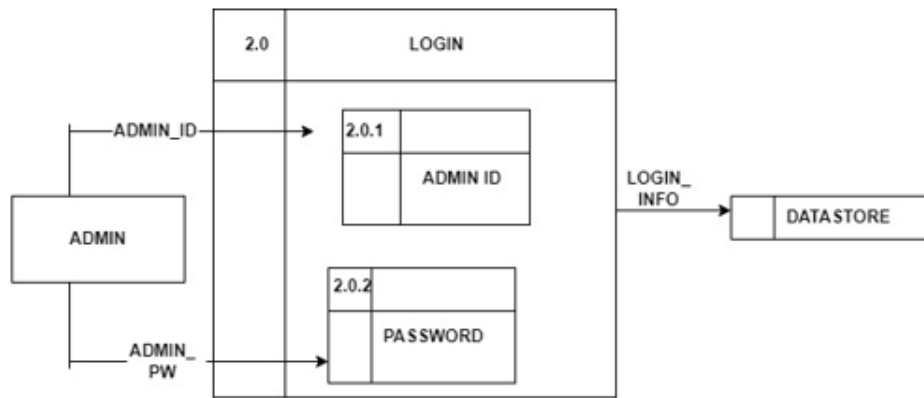 2.0
LOGIN
ADMIN_ID
2.0.1
ADMIN ID
LOGIN_
INFO
DATASTORE
ADMIN
2.0.2
PASSWORD
ADMIN_
PW